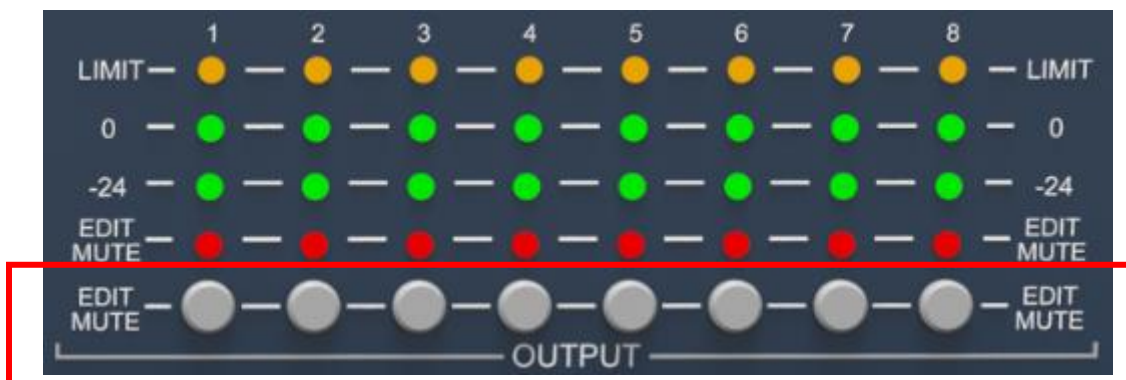 1 2 3 4 5 6 7 8
LIMIT LIMIT
0 0
-24 -24
EDIT MUTE EDIT MUTE
EDIT MUTE EDIT MUTE
OUTPUT